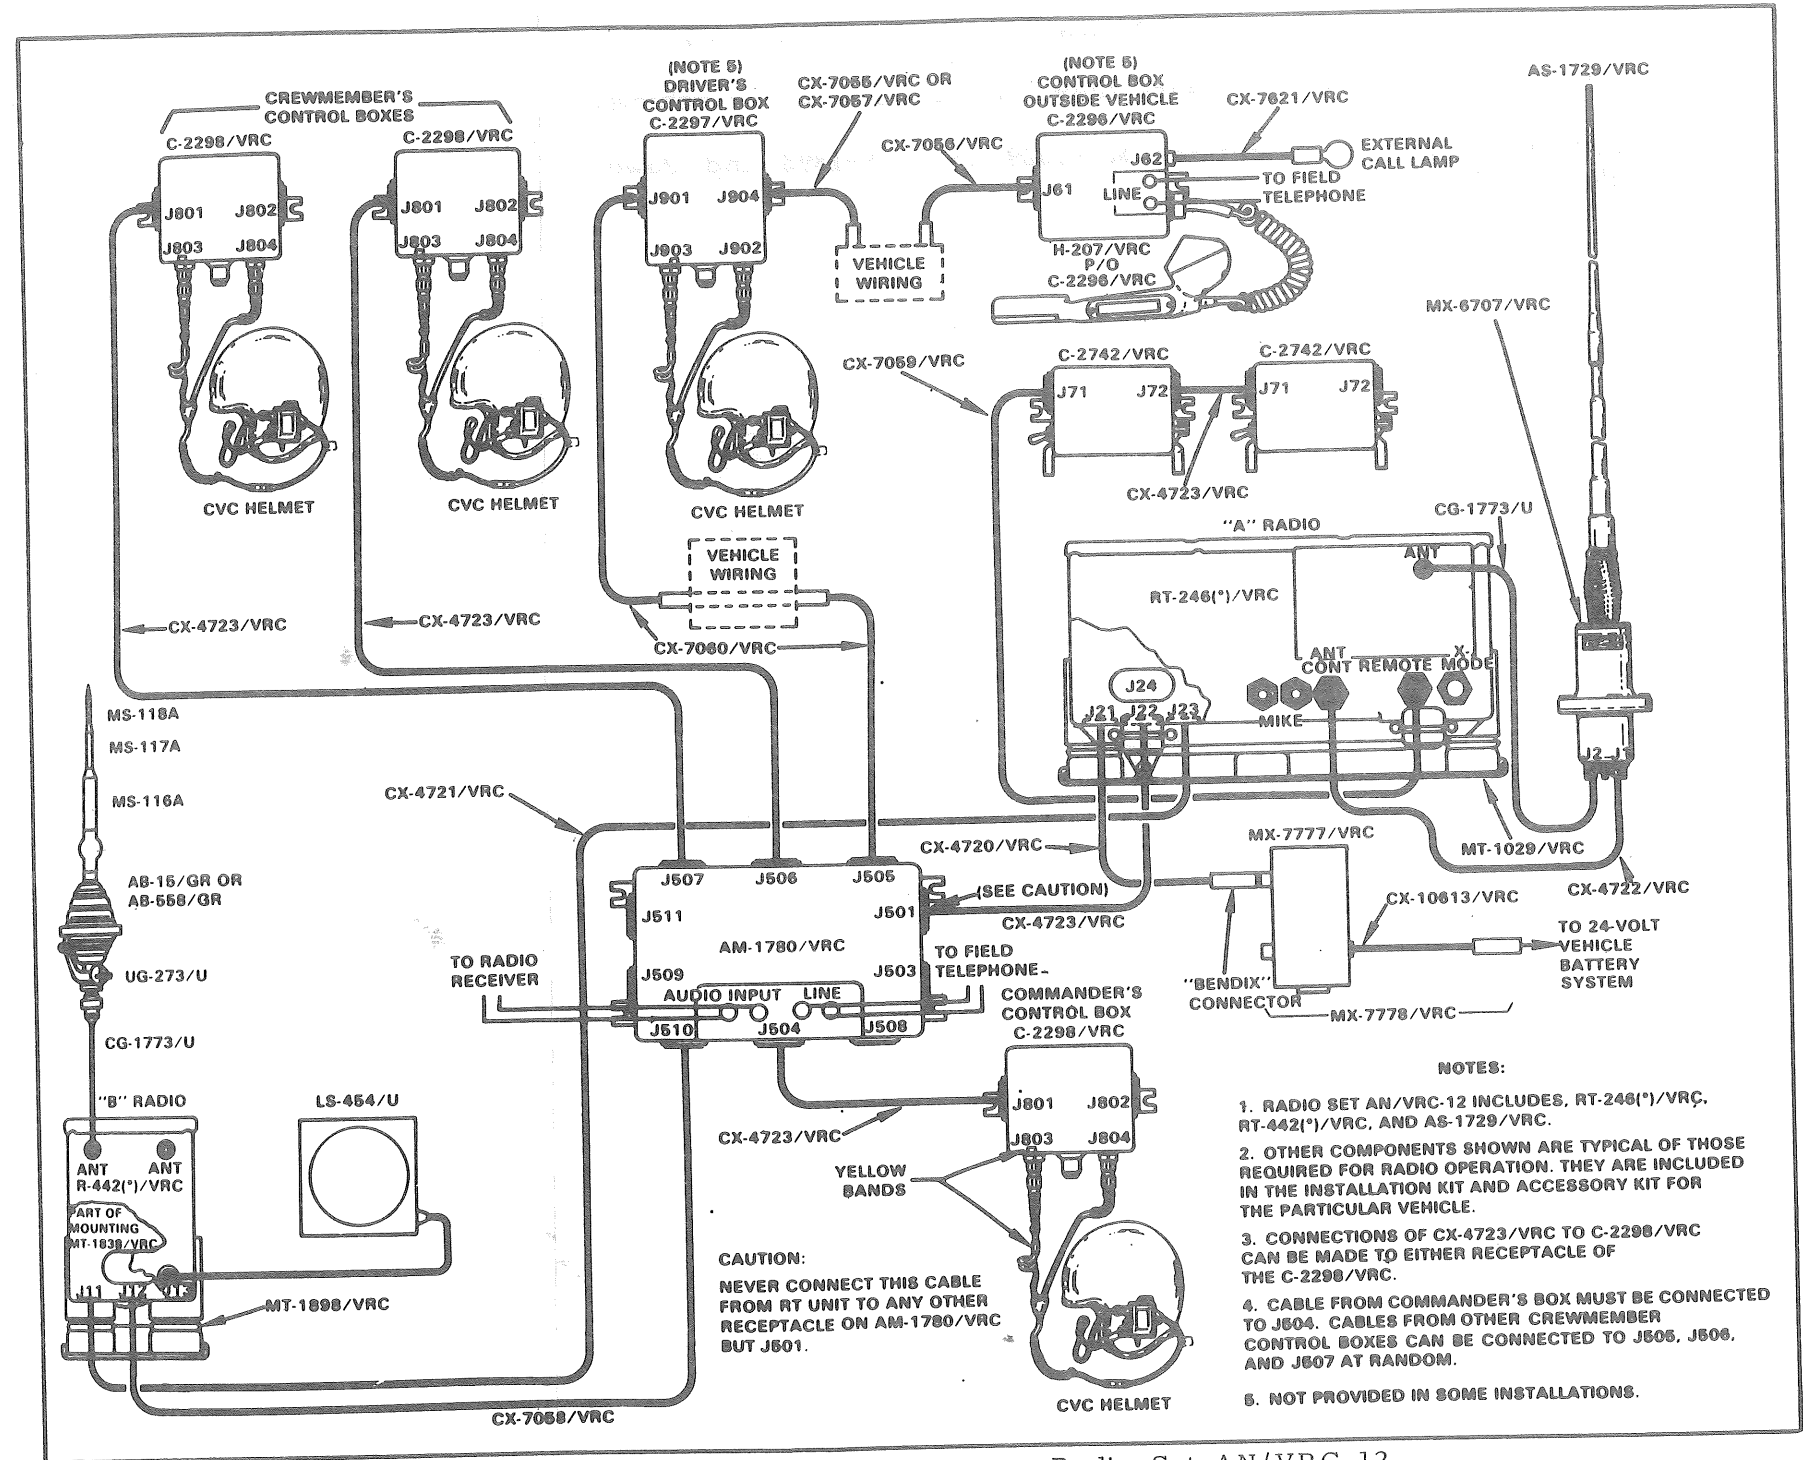 CREWMEMBER'S
CONTROL BOXES
C-2298/VRC
J801 J802
J803 J804
CVC HELMET
CX-4723/VRC
C-2298/VRC
J801 J802
J803 J804
CVC HELMET
CX-4723/VRC
(NOTE 5)
DRIVER'S
CONTROL BOX
C-2297/VRC
J901 J904
J903 J902
CVC HELMET
CX-7055/VRC OR
CX-7057/VRC
CX-7056/VRC
VEHICLE
WIRING
(NOTE 5)
CONTROL BOX
OUTSIDE VEHICLE
C-2296/VRC
J62
J61
LINE
CX-7621/VRC
EXTERNAL
CALL LAMP
TO FIELD
TELEPHONE
H-207/VRC
P/O
C-2296/VRC
AS-1729/VRC
MX-6707/VRC
CX-7059/VRC
C-2742/VRC
J71 J72
C-2742/VRC
J71 J72
CX-4723/VRC
CG-1773/U
"A" RADIO
ANT
RT-246(*)/VRC
ANT
CONT REMOTE X-MODE
J24
J21 J22 J23
MIKE
J2 J1
VEHICLE
WIRING
CX-7060/VRC
MS-118A
MS-117A
MS-116A
AB-15/GR OR
AB-558/GR
UG-273/U
CG-1773/U
CX-4721/VRC
CX-4720/VRC
MX-7777/VRC
MT-1029/VRC
CX-4722/VRC
CX-10613/VRC
TO 24-VOLT
VEHICLE
BATTERY
SYSTEM
"BENDIX"
CONNECTOR
MX-7778/VRC
J507 J506 J505
J511 J501
(SEE CAUTION)
CX-4723/VRC
AM-1780/VRC
J509 J503
AUDIO INPUT LINE
J510 J504 J508
TO RADIO
RECEIVER
TO FIELD
TELEPHONE
COMMANDER'S
CONTROL BOX
C-2298/VRC
J801 J802
J803 J804
CX-4723/VRC
YELLOW
BANDS
CVC HELMET
"B" RADIO
ANT ANT
R-442(*)/VRC
ART OF
MOUNTING
MT-1898/VRC
J11 J12 J13
LS-454/U
MT-1898/VRC
CX-7058/VRC
CAUTION:
NEVER CONNECT THIS CABLE
FROM RT UNIT TO ANY OTHER
RECEPTACLE ON AM-1780/VRC
BUT J501.
NOTES:
1. RADIO SET AN/VRC-12 INCLUDES, RT-246(*)/VRC,
RT-442(*)/VRC, AND AS-1729/VRC.
2. OTHER COMPONENTS SHOWN ARE TYPICAL OF THOSE
REQUIRED FOR RADIO OPERATION. THEY ARE INCLUDED
IN THE INSTALLATION KIT AND ACCESSORY KIT FOR
THE PARTICULAR VEHICLE.
3. CONNECTIONS OF CX-4723/VRC TO C-2298/VRC
CAN BE MADE TO EITHER RECEPTACLE OF
THE C-2298/VRC.
4. CABLE FROM COMMANDER'S BOX MUST BE CONNECTED
TO J504. CABLES FROM OTHER CREWMEMBER
CONTROL BOXES CAN BE CONNECTED TO J505, J506,
AND J507 AT RANDOM.
5. NOT PROVIDED IN SOME INSTALLATIONS.
Radio Set AN/VRC-12